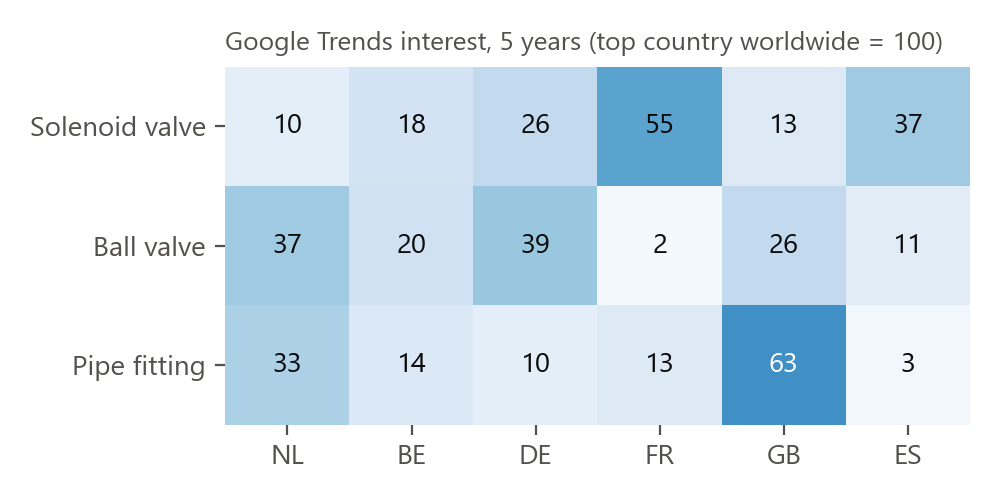 Google Trends interest, 5 years (top country worldwide = 100)
Solenoid valve 10 18 26 55 13 37
Ball valve 37 20 39 2 26 11
Pipe fitting 33 14 10 13 63 3
NL BE DE FR GB ES